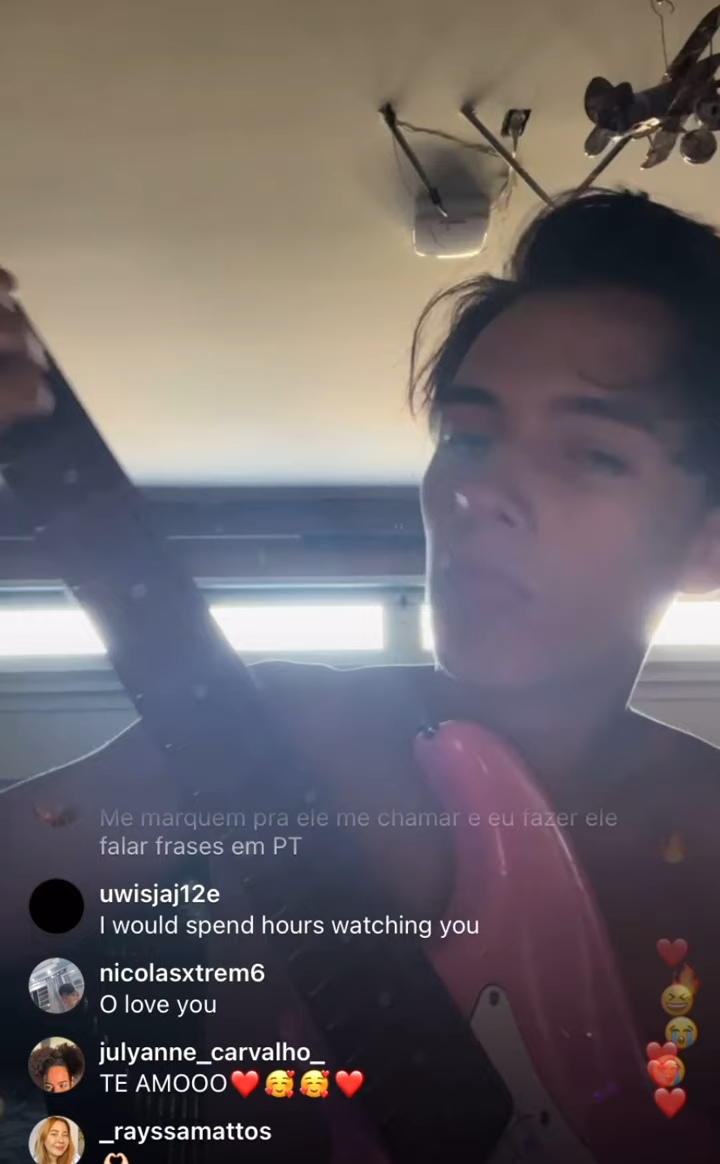 Me marquem pra ele me chamar e eu fazer ele
falar frases em PT
uwisjaj12e
I would spend hours watching you
nicolasxtrem6
O love you
julyanne_carvalho_
TE AMOOO❤️🥰🥰❤️
_rayssamattos